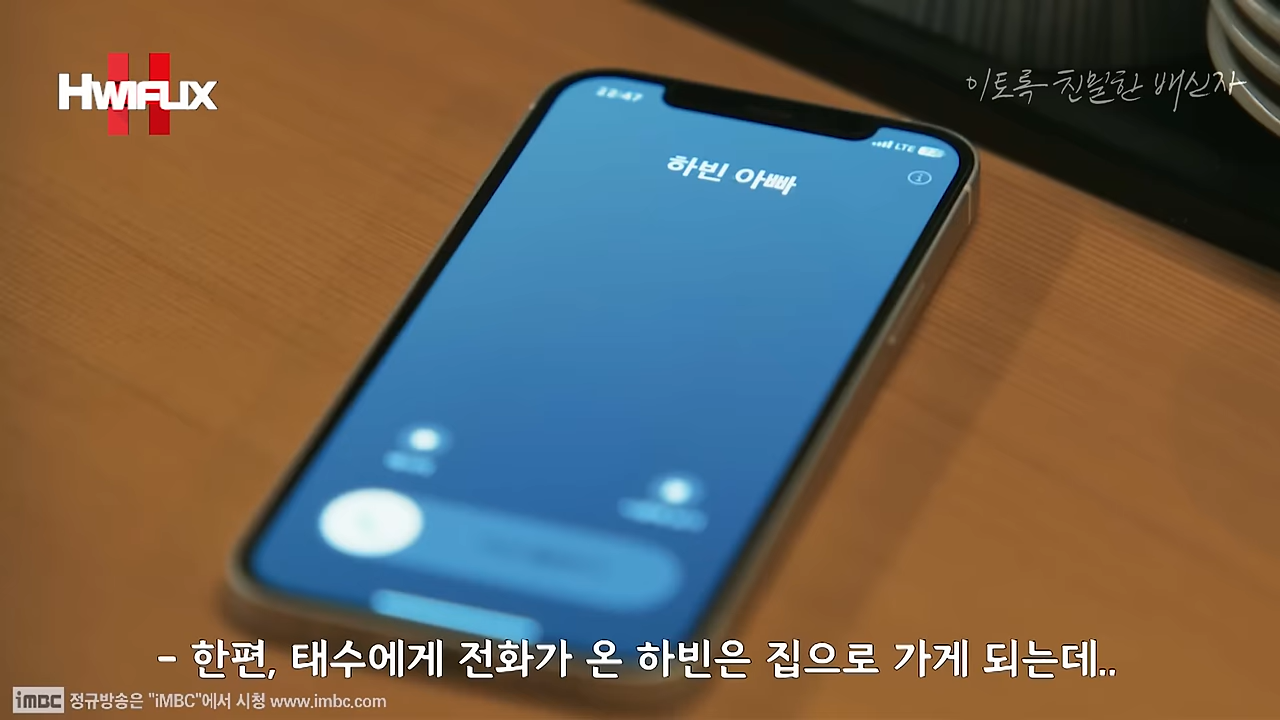 HWIFLIX
이토록 친밀한 배신자
22:47
LTE
하빈 아빠
- 한편, 태수에게 전화가 온 하빈은 집으로 가게 되는데..
iMBC 정규방송은 "iMBC"에서 시청 www.imbc.com